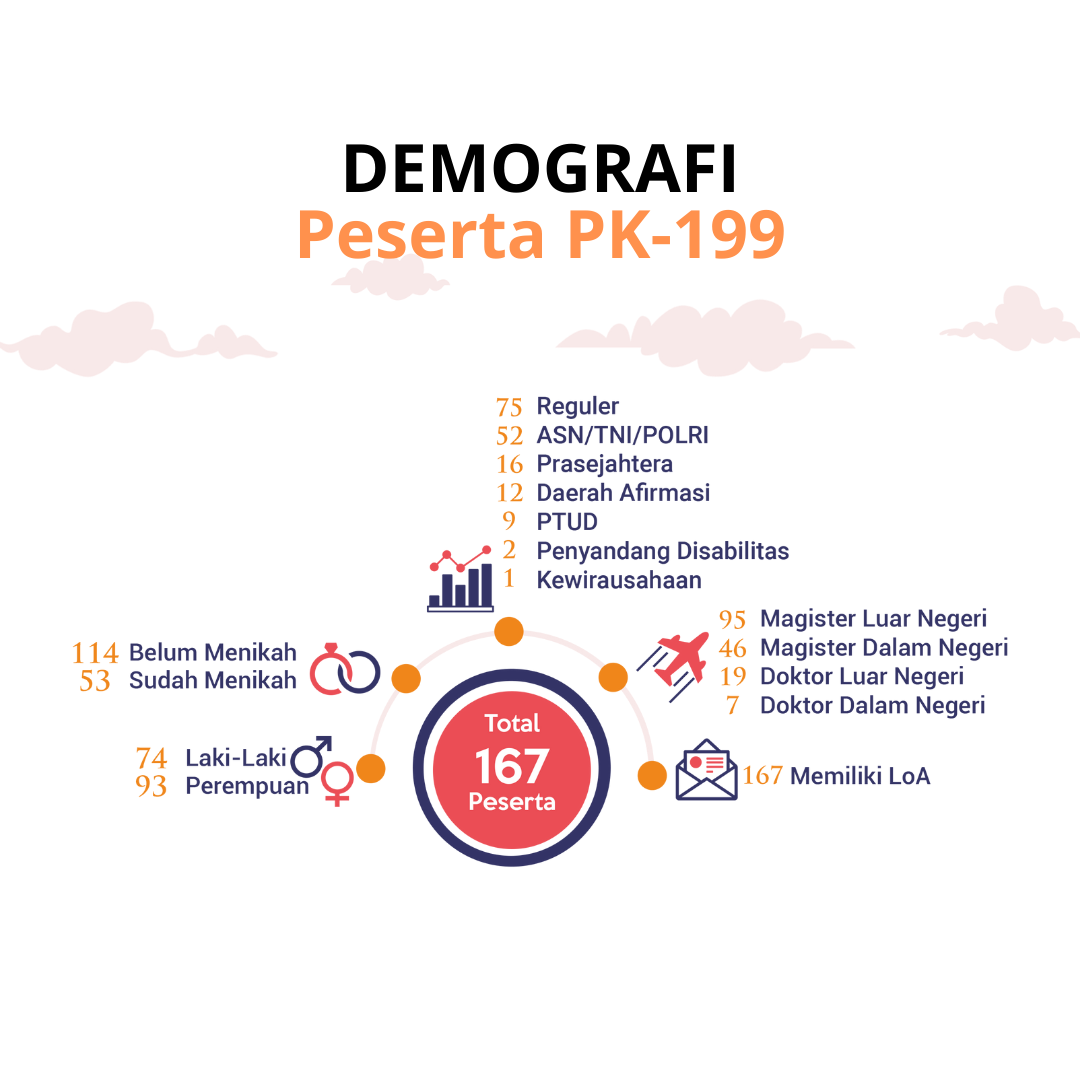 DEMOGRAFI
Peserta PK-199
75 Reguler
52 ASN/TNI/POLRI
16 Prasejahtera
12 Daerah Afirmasi
9 PTUD
2 Penyandang Disabilitas
1 Kewirausahaan
114 Belum Menikah
53 Sudah Menikah
95 Magister Luar Negeri
46 Magister Dalam Negeri
19 Doktor Luar Negeri
7 Doktor Dalam Negeri
74 Laki-Laki
93 Perempuan
Total
167
Peserta
167 Memiliki LoA